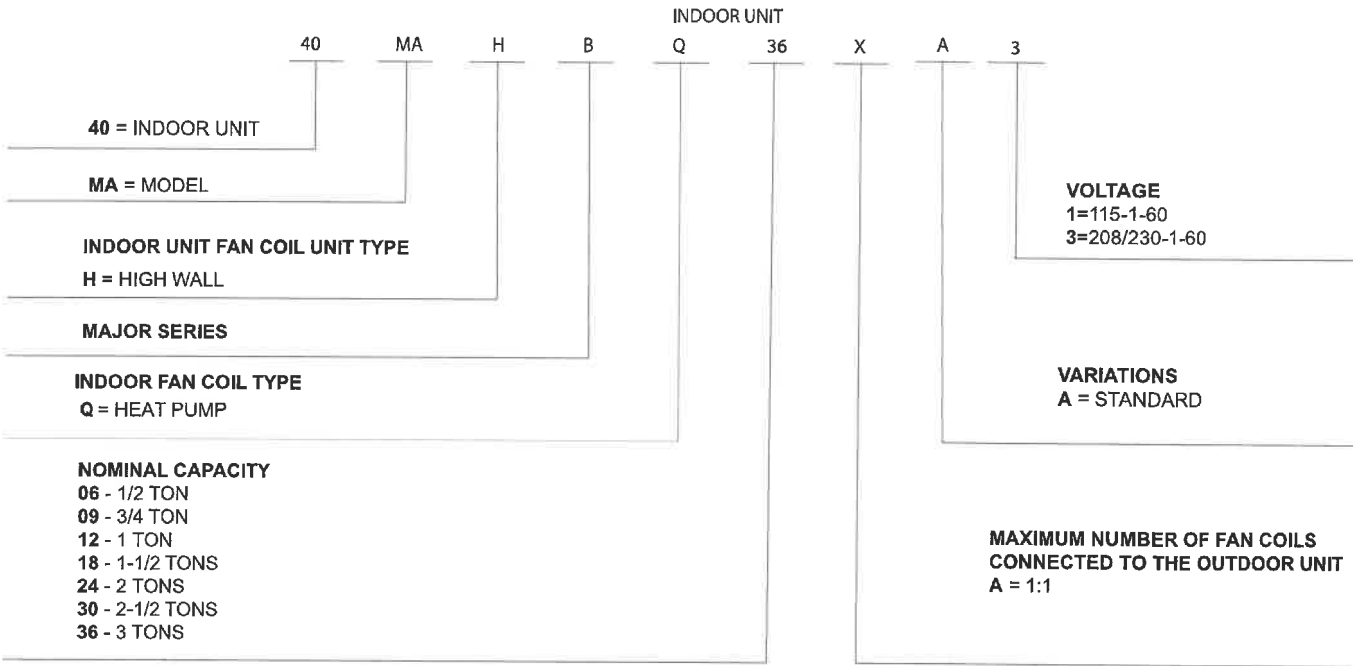 INDOOR UNIT
40 MA H B Q 36 X A 3
40 = INDOOR UNIT
MA = MODEL
INDOOR UNIT FAN COIL UNIT TYPE
H = HIGH WALL
MAJOR SERIES
INDOOR FAN COIL TYPE
Q = HEAT PUMP
NOMINAL CAPACITY
06 - 1/2 TON
09 - 3/4 TON
12 - 1 TON
18 - 1-1/2 TONS
24 - 2 TONS
30 - 2-1/2 TONS
36 - 3 TONS
VOLTAGE
1=115-1-60
3=208/230-1-60
VARIATIONS
A = STANDARD
MAXIMUM NUMBER OF FAN COILS
CONNECTED TO THE OUTDOOR UNIT
A = 1:1